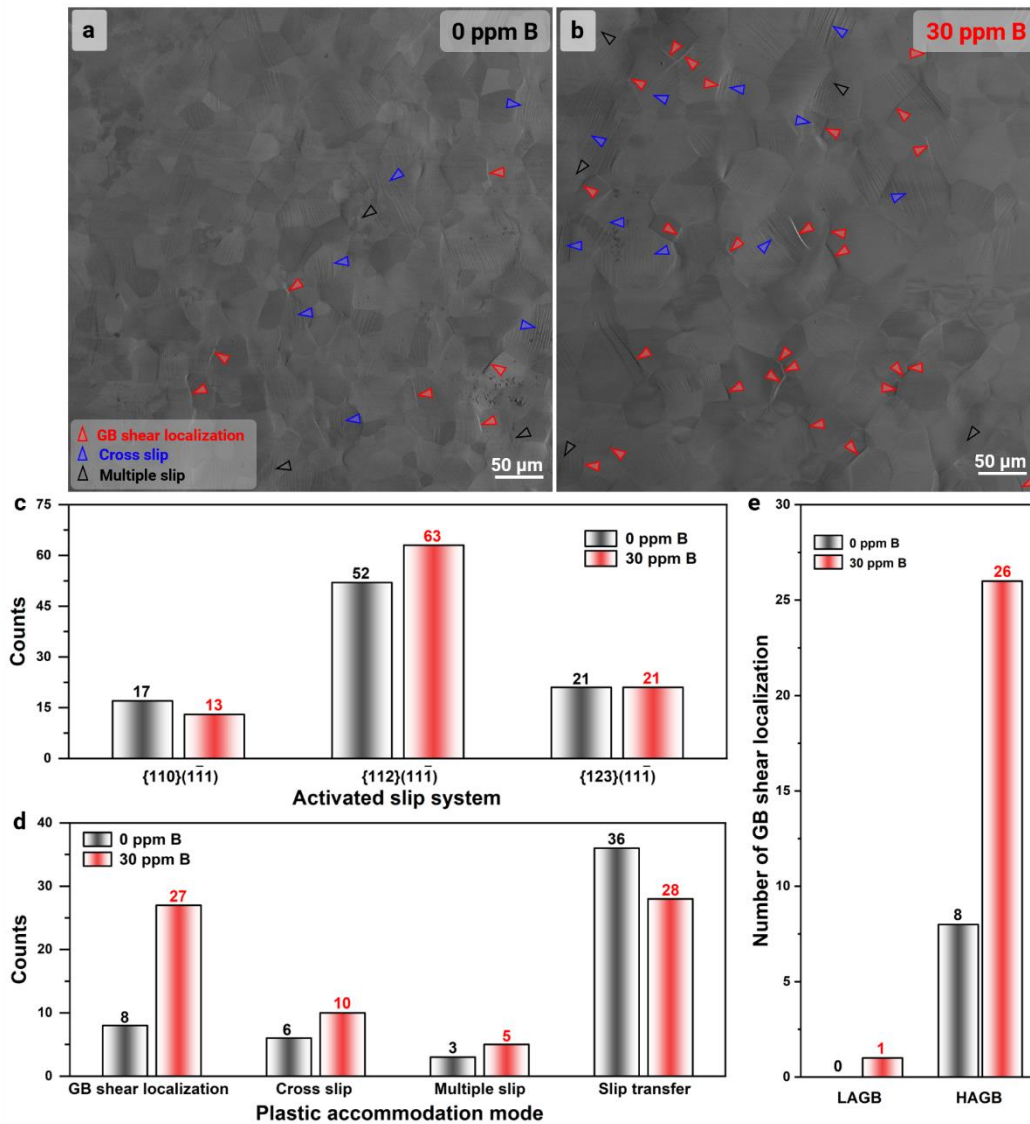 a
0 ppm B
GB shear localization
Cross slip
Multiple slip
50 µm
b
30 ppm B
50 µm
c
75
60
45
30
15
0
Counts
0 ppm B
30 ppm B
17
13
52
63
21
21
{110}⟨11̅1⟩
{112}⟨111̅⟩
{123}⟨111̅⟩
Activated slip system
d
40
30
20
10
0
Counts
0 ppm B
30 ppm B
8
27
6
10
3
5
36
28
GB shear localization
Cross slip
Multiple slip
Slip transfer
Plastic accommodation mode
e
30
25
20
15
10
5
0
Number of GB shear localization
0 ppm B
30 ppm B
0
1
8
26
LAGB
HAGB